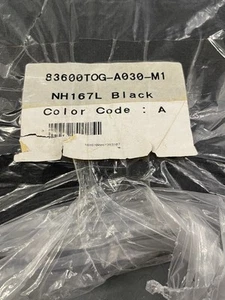 83600TOG-A030-M1
NH167L Black
Color Code : A